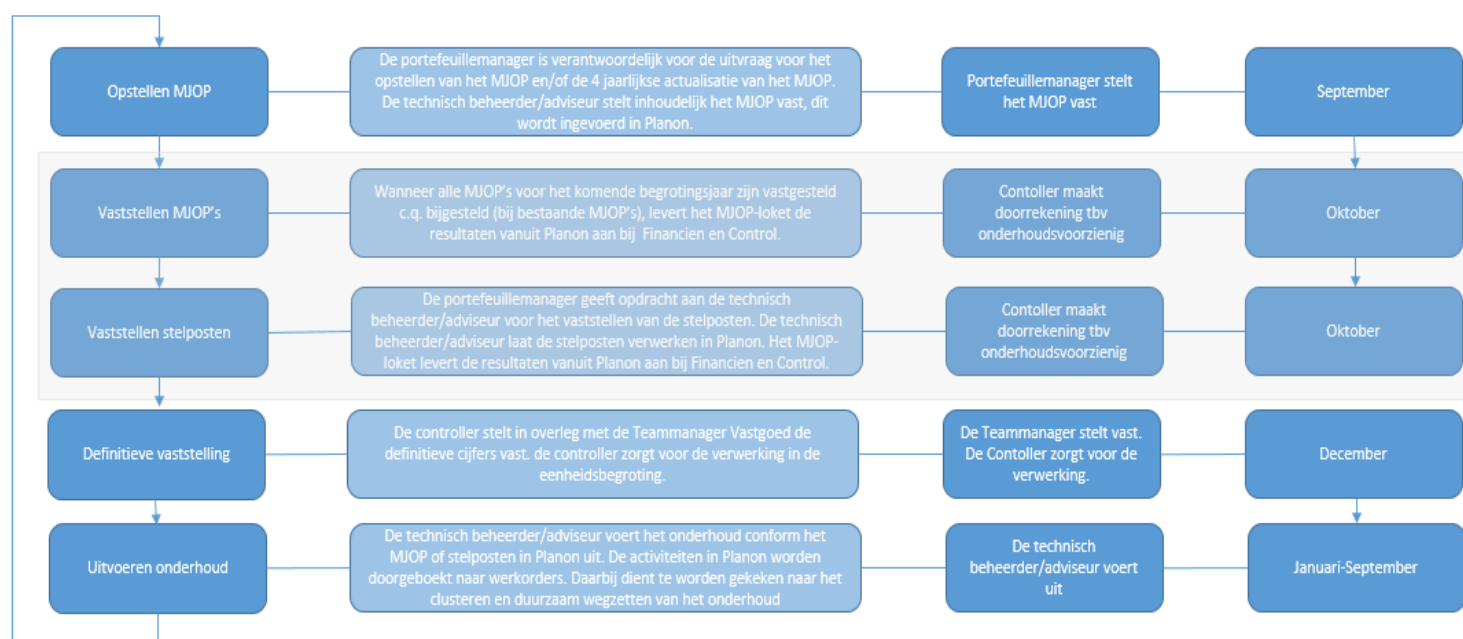 Opstellen MJOP
De portefeuillemanager is verantwoordelijk voor de uitvraag voor het
opstellen van het MJOP en/of de 4 jaarlijkse actualisatie van het MJOP.
De technisch beheerder/adviseur stelt inhoudelijk het MJOP vast, dit
wordt ingevoerd in Planon.
Portefeuillemanager stelt
het MJOP vast
September
Vaststellen MJOP's
Wanneer alle MJOP's voor het komende begrotingsjaar zijn vastgesteld
c.q. bijgesteld (bij bestaande MJOP's), levert het MJOP-loket de
resultaten vanuit Planon aan bij Financien en Control.
Contoller maakt
doorrekening tbv
onderhoudsvoorzienig
Oktober
Vaststellen stelposten
De portefeuillemanager geeft opdracht aan de technisch
beheerder/adviseur voor het vaststellen van de stelposten. De technisch
beheerder/adviseur laat de stelposten verwerken in Planon. Het MJOP-
loket levert de resultaten vanuit Planon aan bij Financien en Control.
Contoller maakt
doorrekening tbv
onderhoudsvoorzienig
Oktober
Definitieve vaststelling
De controller stelt in overleg met de Teammanager Vastgoed de
definitieve cijfers vast. de controller zorgt voor de verwerking in de
eenheidsbegroting.
De Teammanager stelt vast.
De Contoller zorgt voor de
verwerking.
December
Uitvoeren onderhoud
De technisch beheerder/adviseur voert het onderhoud conform het
MJOP of stelposten in Planon uit. De activiteiten in Planon worden
doorgeboekt naar werkorders. Daarbij dient te worden gekeken naar het
clusteren en duurzaam wegzetten van het onderhoud
De technisch
beheerder/adviseur voert
uit
Januari-September